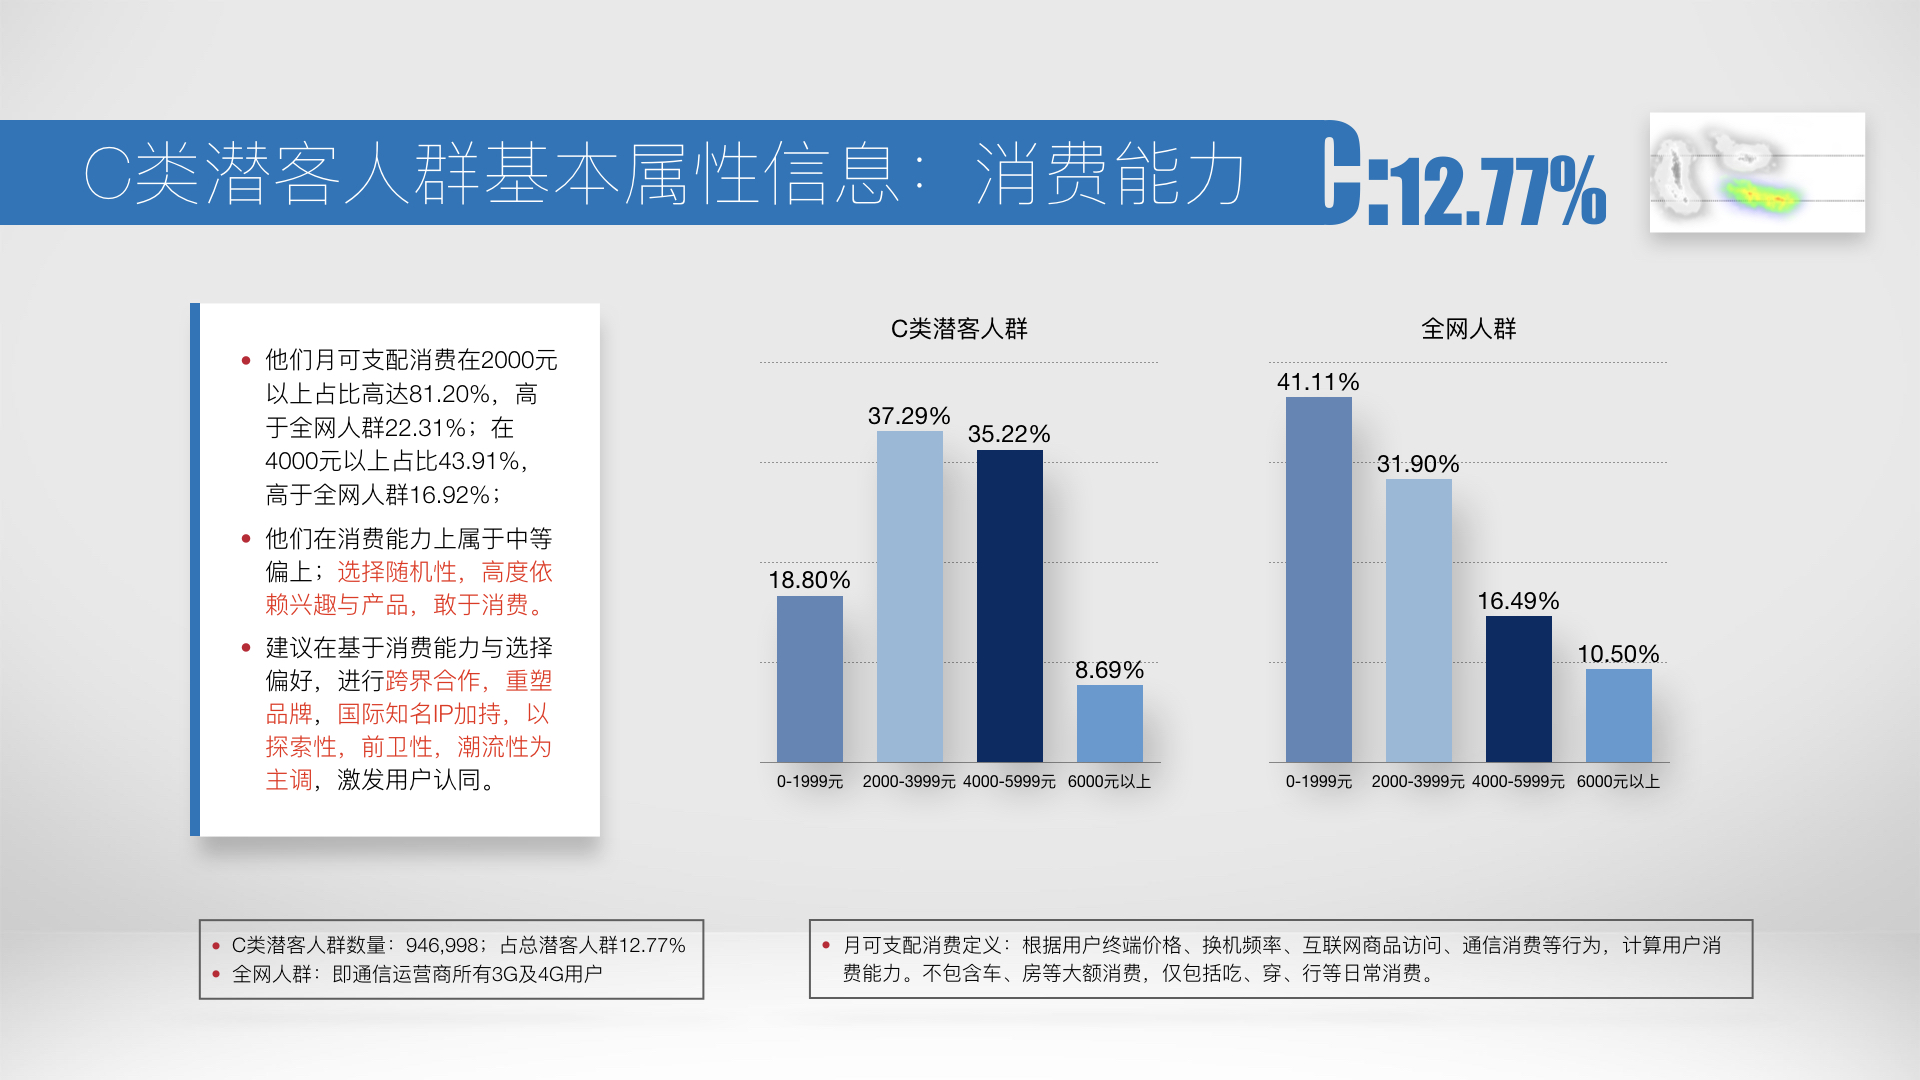 C类潜客人群基本属性信息：消费能力
C:12.77%
• 他们月可支配消费在2000元
以上占比高达81.20%，高
于全网人群22.31%；在
4000元以上占比43.91%，
高于全网人群16.92%；
• 他们在消费能力上属于中等
偏上；选择随机性，高度依
赖兴趣与产品，敢于消费。
• 建议在基于消费能力与选择
偏好，进行跨界合作，重塑
品牌，国际知名IP加持，以
探索性，前卫性，潮流性为
主调，激发用户认同。
C类潜客人群
37.29%
35.22%
18.80%
8.69%
0-1999元 2000-3999元 4000-5999元 6000元以上
全网人群
41.11%
31.90%
16.49%
10.50%
0-1999元 2000-3999元 4000-5999元 6000元以上
• C类潜客人群数量：946,998；占总潜客人群12.77%
• 全网人群：即通信运营商所有3G及4G用户
• 月可支配消费定义：根据用户终端价格、换机频率、互联网商品访问、通信消费等行为，计算用户消
费能力。不包含车、房等大额消费，仅包括吃、穿、行等日常消费。